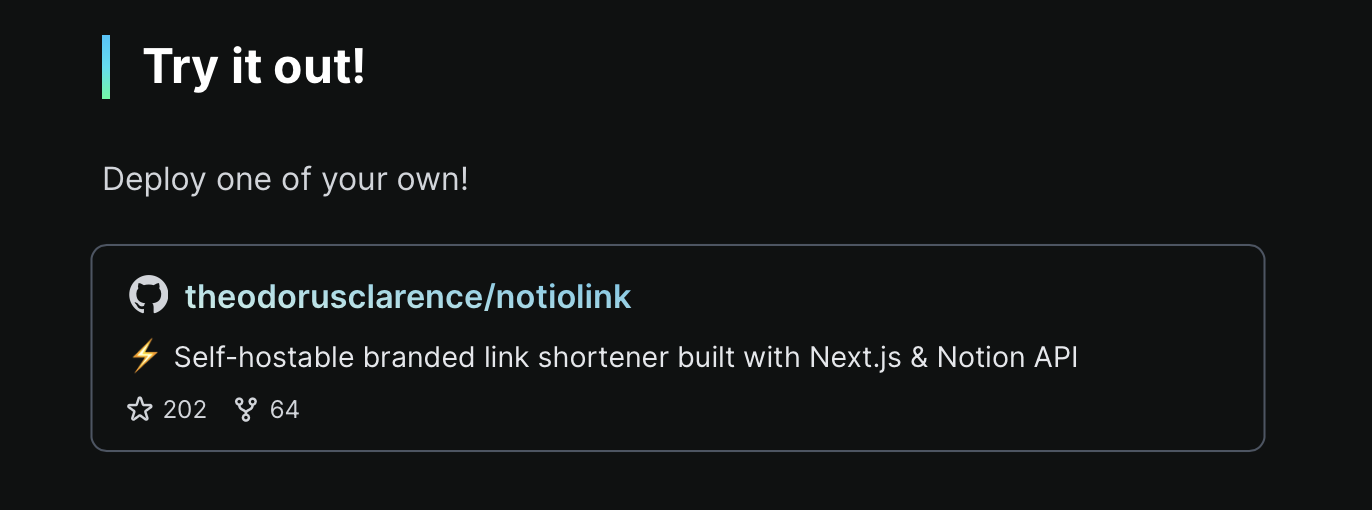 Try it out!
Deploy one of your own!
theodorusclarence/notiolink
⚡ Self-hostable branded link shortener built with Next.js & Notion API
202 64